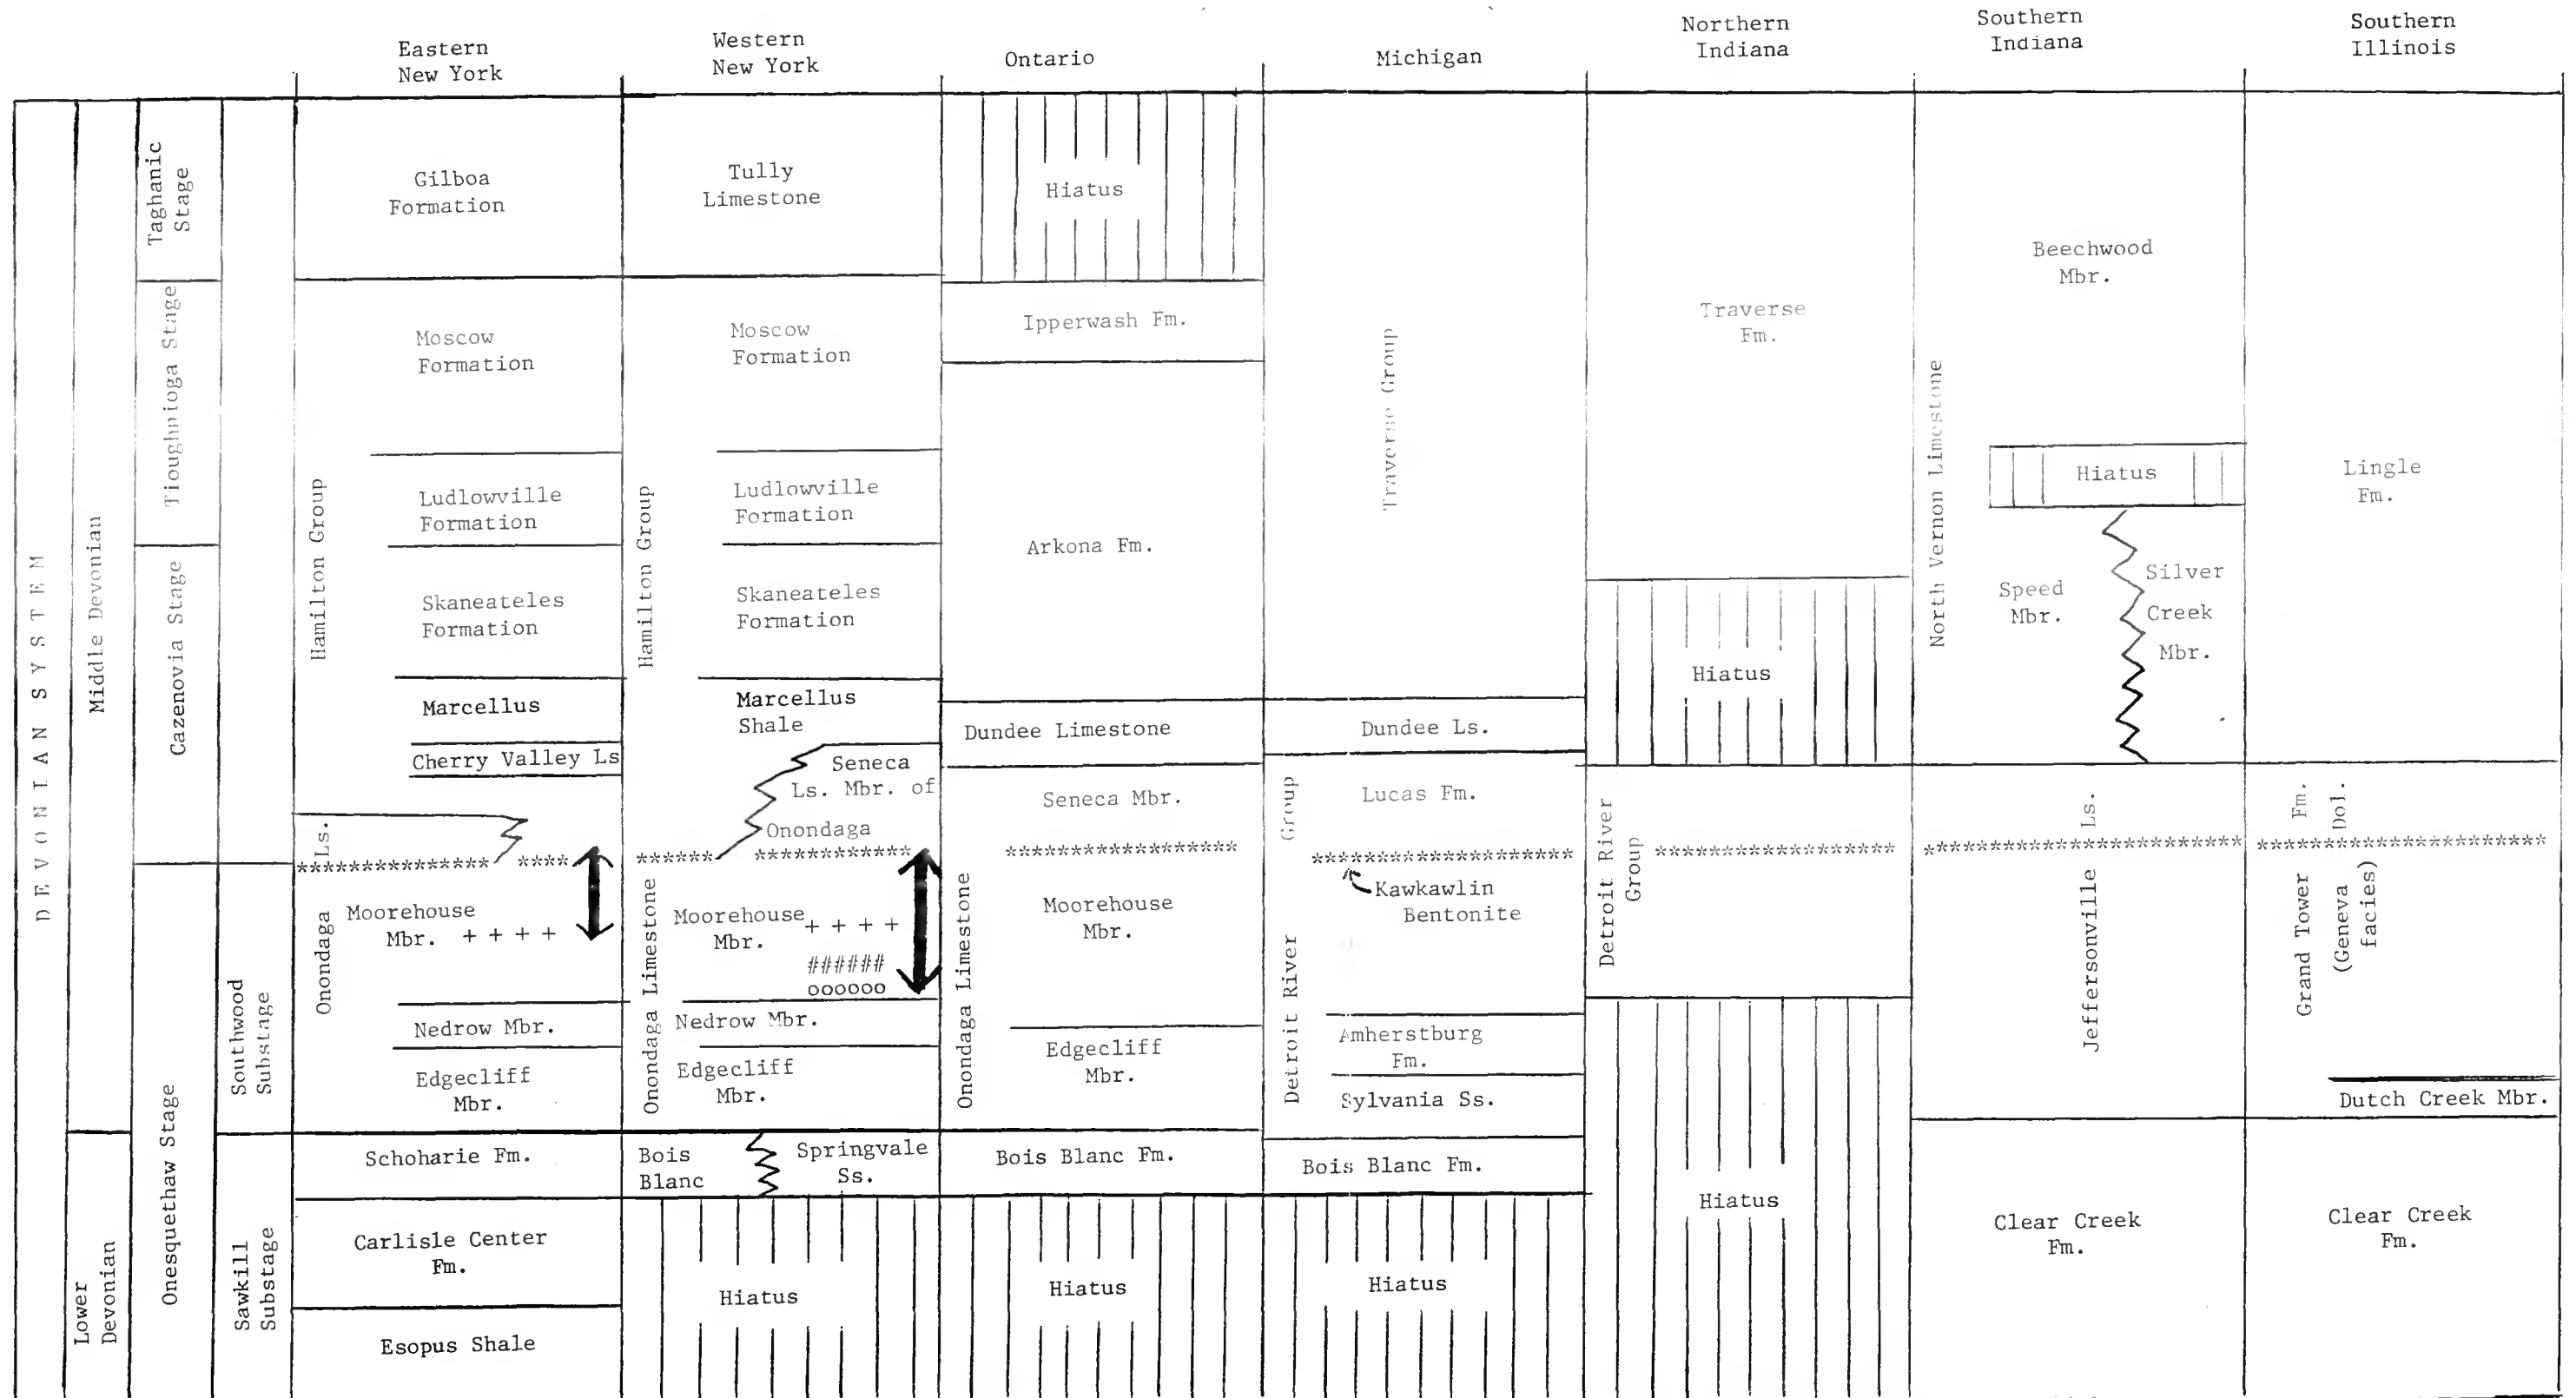 Eastern
New York
Western
New York
Ontario
Michigan
Northern
Indiana
Southern
Indiana
Southern
Illinois
DEVONIAN SYSTEM
Middle Devonian
Lower
Devonian
Taghanic
Stage
Tioughnioga Stage
Cazenovia Stage
Onesquethaw Stage
Southwood
Substage
Sawkill
Substage
Gilboa
Formation
Hamilton Group
Moscow
Formation
Ludlowville
Formation
Skaneateles
Formation
Marcellus
Cherry Valley Ls
Onondaga Ls.
*************** ****
Moorehouse
Mbr. + + + +
Nedrow Mbr.
Edgecliff
Mbr.
Schoharie Fm.
Carlisle Center
Fm.
Esopus Shale
Tully
Limestone
Hamilton Group
Moscow
Formation
Ludlowville
Formation
Skaneateles
Formation
Marcellus
Shale
Seneca
Ls. Mbr. of
Onondaga
****** ************
Onondaga Limestone
Moorehouse + + + +
Mbr.
######
oooooo
Nedrow Mbr.
Edgecliff
Mbr.
Bois
Blanc
Springvale
Ss.
Hiatus
Hiatus
Ipperwash Fm.
Arkona Fm.
Dundee Limestone
Onondaga Limestone
Seneca Mbr.
******************
Moorehouse
Mbr.
Edgecliff
Mbr.
Bois Blanc Fm.
Hiatus
Traverse Group
Dundee Ls.
Detroit River Group
Lucas Fm.
********************
Kawkawlin
Bentonite
Amherstburg
Fm.
Sylvania Ss.
Bois Blanc Fm.
Hiatus
Traverse
Fm.
Hiatus
Detroit River
Group
******************
Hiatus
North Vernon Limestone
Beechwood
Mbr.
Hiatus
Speed
Mbr.
Silver
Creek
Mbr.
Jeffersonville Ls.
************************
Clear Creek
Fm.
Lingle
Fm.
Grand Tower Fm.
(Geneva Dol.
facies)
**********************
Dutch Creek Mbr.
Clear Creek
Fm.